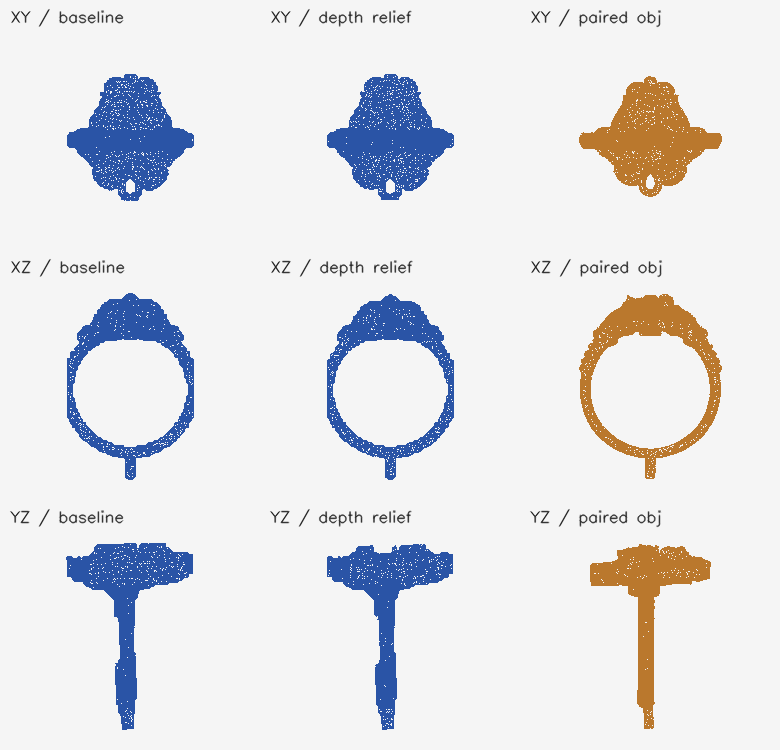 XY / baseline
XY / depth relief
XY / paired obj
XZ / baseline
XZ / depth relief
XZ / paired obj
YZ / baseline
YZ / depth relief
YZ / paired obj